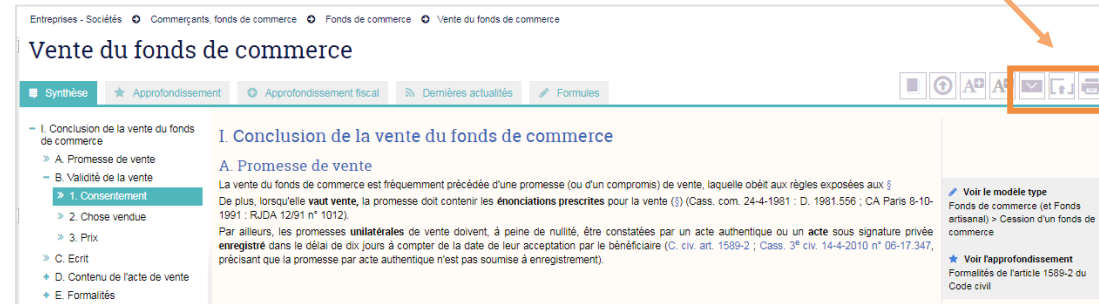 Entreprises - Sociétés Commerçants, fonds de commerce Fonds de commerce Vente du fonds de commerce
Vente du fonds de commerce
Synthèse Approfondissement Approfondissement fiscal Dernières actualités Formules
A A
- I. Conclusion de la vente du fonds de commerce
» A. Promesse de vente
- B. Validité de la vente
» 1. Consentement
» 2. Chose vendue
» 3. Prix
» C. Ecrit
+ D. Contenu de l'acte de vente
+ E. Formalités
I. Conclusion de la vente du fonds de commerce
A. Promesse de vente
La vente du fonds de commerce est fréquemment précédée d'une promesse (ou d'un compromis) de vente, laquelle obéit aux règles exposées aux §
De plus, lorsqu'elle vaut vente, la promesse doit contenir les énonciations prescrites pour la vente (§) (Cass. com. 24-4-1981 : D. 1981.556 ; CA Paris 8-10-
1991 : RJDA 12/91 n° 1012).
Par ailleurs, les promesses unilatérales de vente doivent, à peine de nullité, être constatées par un acte authentique ou un acte sous signature privée
enregistré dans le délai de dix jours à compter de la date de leur acceptation par le bénéficiaire (C. civ. art. 1589-2 ; Cass. 3e civ. 14-4-2010 n° 06-17.347,
précisant que la promesse par acte authentique n'est pas soumise à enregistrement).
Voir le modèle type
Fonds de commerce (et Fonds
artisanal) > Cession d'un fonds de
commerce
Voir l'approfondissement
Formalités de l'article 1589-2 du
Code civil